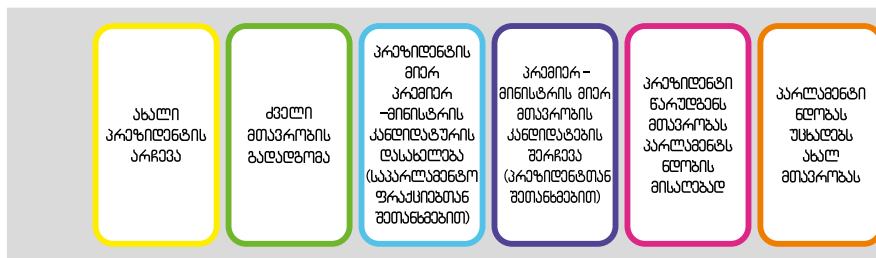 ახალი
პრეზიდენტის
არჩევა
ძველი
მთავრობის
გადადგომა
პრეზიდენტის
მიერ
პრემიერ
–მინისტრის
კანდიდატურის
დასახელება
(საპარლამენტო
ფრაქციებთან
შეთანხმებით)
პრემიერ –
მინისტრის მიერ
მთავრობის
კანდიდატების
შერჩევა
(პრეზიდენტთან
შეთანხმებით)
პრეზიდენტი
წარუდგენს
მთავრობას
პარლამენტს
ნდობის
მისაღებად
პარლამენტი
ნდობას
უცხადებს
ახალ
მთავრობას